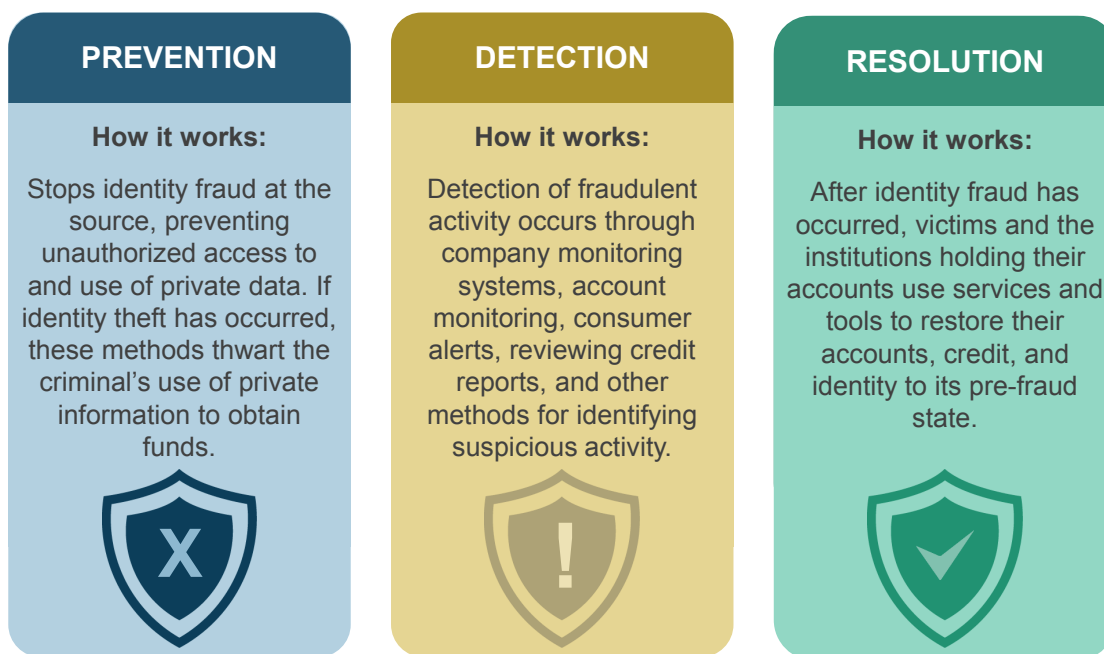 PREVENTION
How it works:
Stops identity fraud at the
source, preventing
unauthorized access to
and use of private data. If
identity theft has occurred,
these methods thwart the
criminal’s use of private
information to obtain
funds.
X
DETECTION
How it works:
Detection of fraudulent
activity occurs through
company monitoring
systems, account
monitoring, consumer
alerts, reviewing credit
reports, and other
methods for identifying
suspicious activity.
!
RESOLUTION
How it works:
After identity fraud has
occurred, victims and the
institutions holding their
accounts use services and
tools to restore their
accounts, credit, and
identity to its pre-fraud
state.